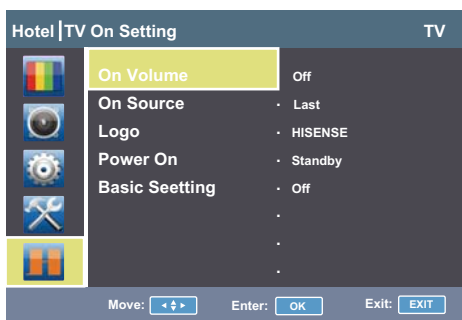 Hotel TV On Setting TV
On Volume Off
On Source · Last
Logo · HISENSE
Power On · Standby
Basic Seetting · Off
·
·
·
Move: Enter: OK Exit: EXIT